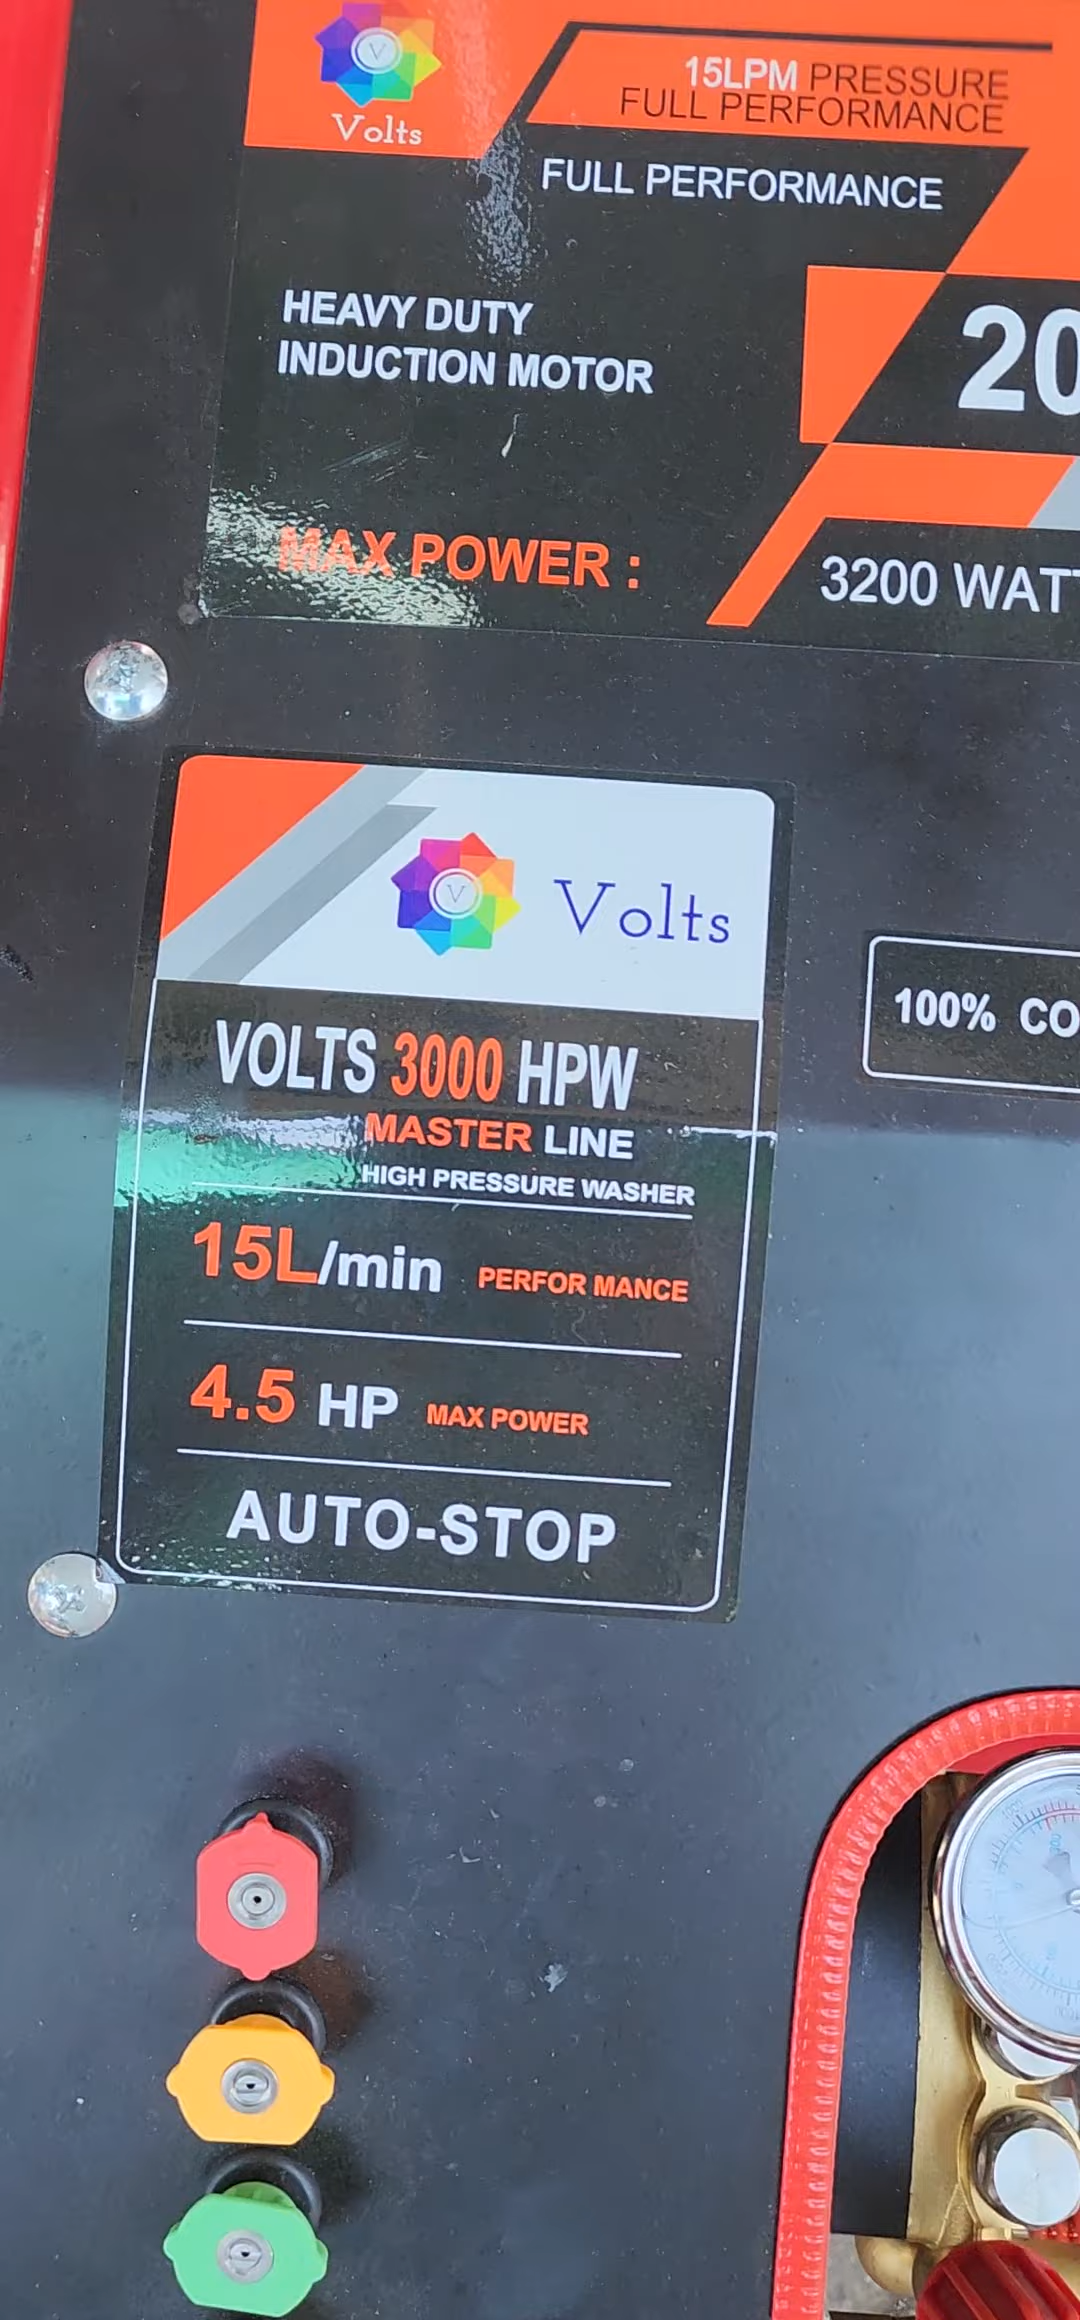 V
Volts
15LPM PRESSURE
FULL PERFORMANCE
FULL PERFORMANCE
HEAVY DUTY
INDUCTION MOTOR
20
MAX POWER :
3200 WATT
V
Volts
VOLTS 3000 HPW
MASTER LINE
HIGH PRESSURE WASHER
15L/min PERFOR MANCE
4.5 HP MAX POWER
AUTO-STOP
100% CO